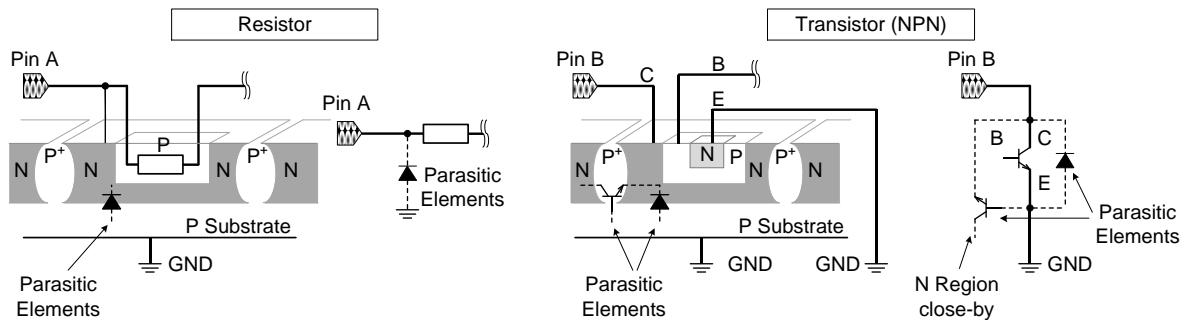 Resistor
Transistor (NPN)
Pin A
Pin A
N
P+
N
P
P+
N
N
Parasitic
Elements
P Substrate
GND
Parasitic
Elements
Pin B
C
B
E
N
P+
N
N
P
P+
N
N
P Substrate
GND
GND
Parasitic
Elements
Pin B
B
C
E
Parasitic
Elements
GND
N Region
close-by